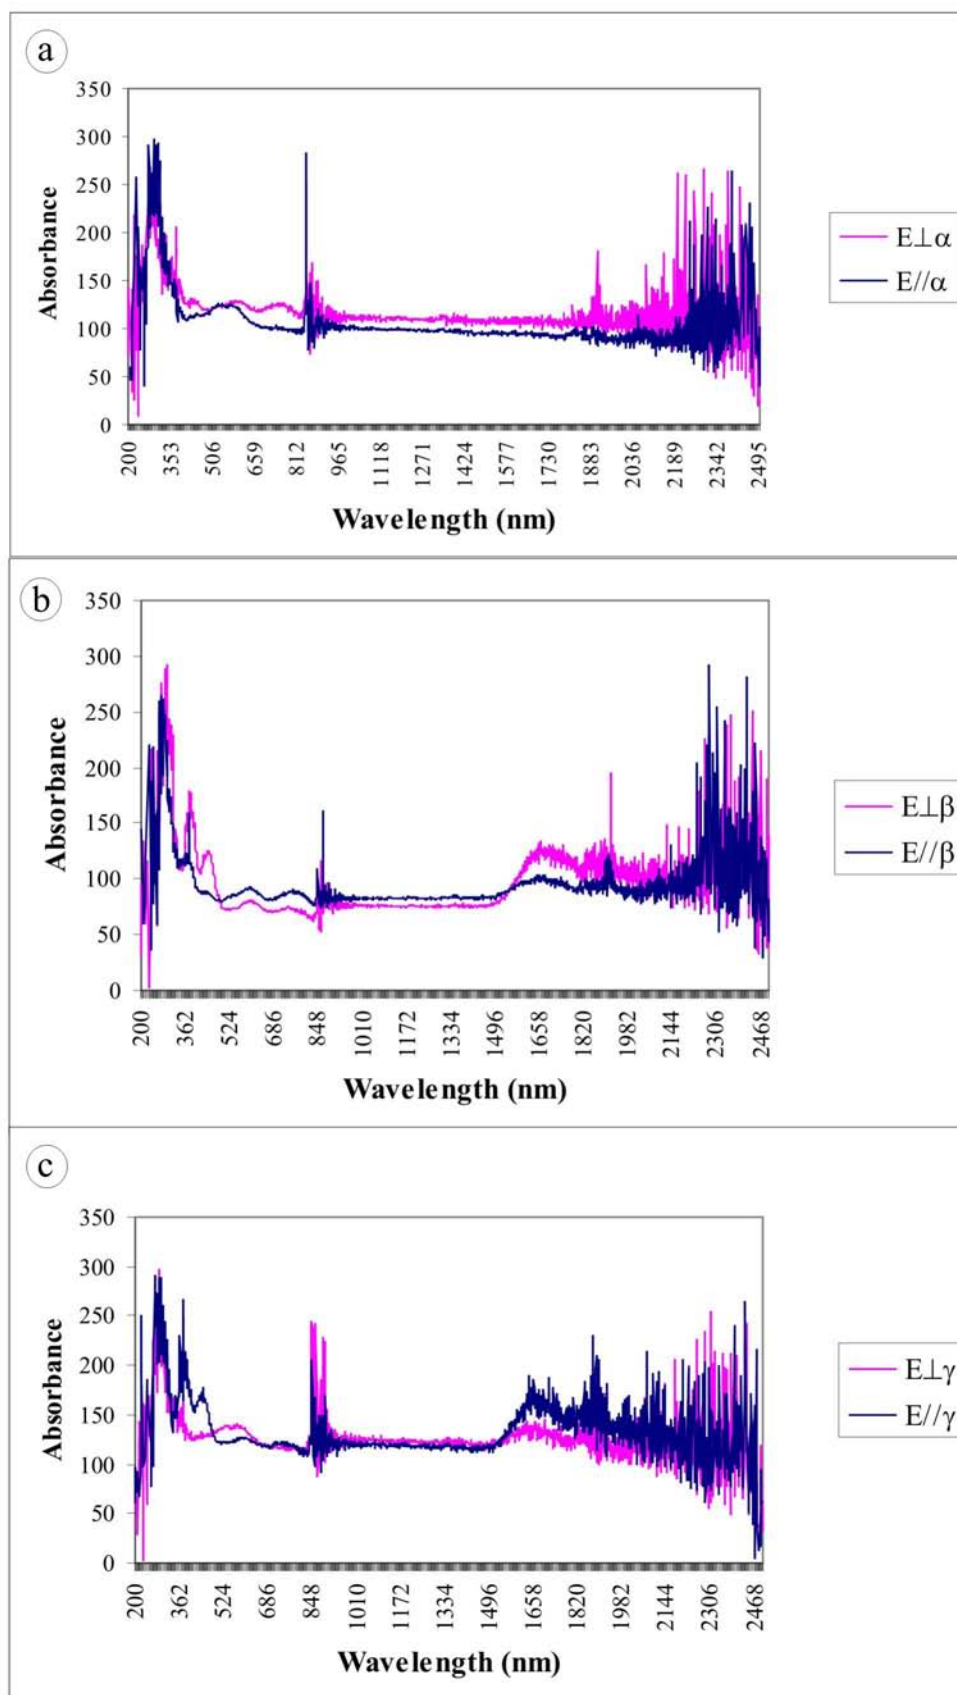 a
350
300
250
200
150
100
50
0
Absorbance
200 353 506 659 812 965 1118 1271 1424 1577 1730 1883 2036 2189 2342 2495
Wavelength (nm)
E⊥α
E//α
b
350
300
250
200
150
100
50
0
Absorbance
200 362 524 686 848 1010 1172 1334 1496 1658 1820 1982 2144 2306 2468
Wavelength (nm)
E⊥β
E//β
c
350
300
250
200
150
100
50
0
Absorbance
200 362 524 686 848 1010 1172 1334 1496 1658 1820 1982 2144 2306 2468
Wavelength (nm)
E⊥γ
E//γ